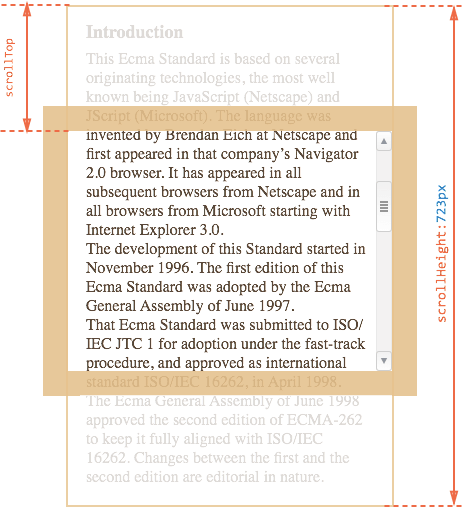 scrollTop
Introduction
This Ecma Standard is based on several
originating technologies, the most well
known being JavaScript (Netscape) and
JScript (Microsoft). The language was
invented by Brendan Eich at Netscape and
first appeared in that company’s Navigator
2.0 browser. It has appeared in all
subsequent browsers from Netscape and in
all browsers from Microsoft starting with
Internet Explorer 3.0.
The development of this Standard started in
November 1996. The first edition of this
Ecma Standard was adopted by the Ecma
General Assembly of June 1997.
That Ecma Standard was submitted to ISO/
IEC JTC 1 for adoption under the fast-track
procedure, and approved as international
standard ISO/IEC 16262, in April 1998.
The Ecma General Assembly of June 1998
approved the second edition of ECMA-262
to keep it fully aligned with ISO/IEC
16262. Changes between the first and the
second edition are editorial in nature.
scrollHeight:723px